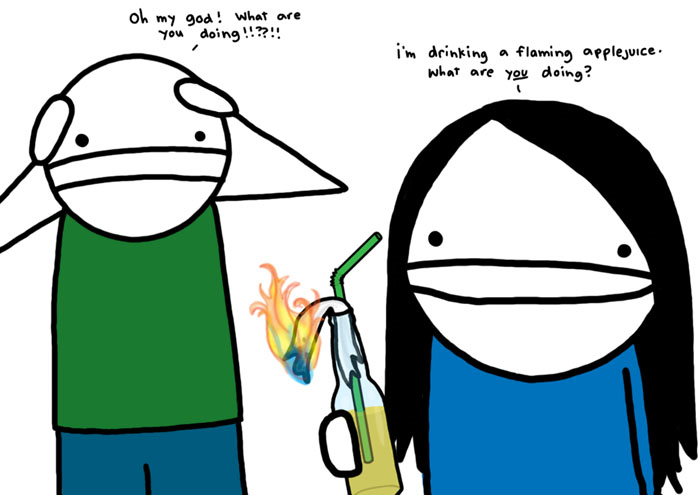 Oh my god! What are
you doing!!??!!
i'm drinking a flaming applejuice.
What are you doing?